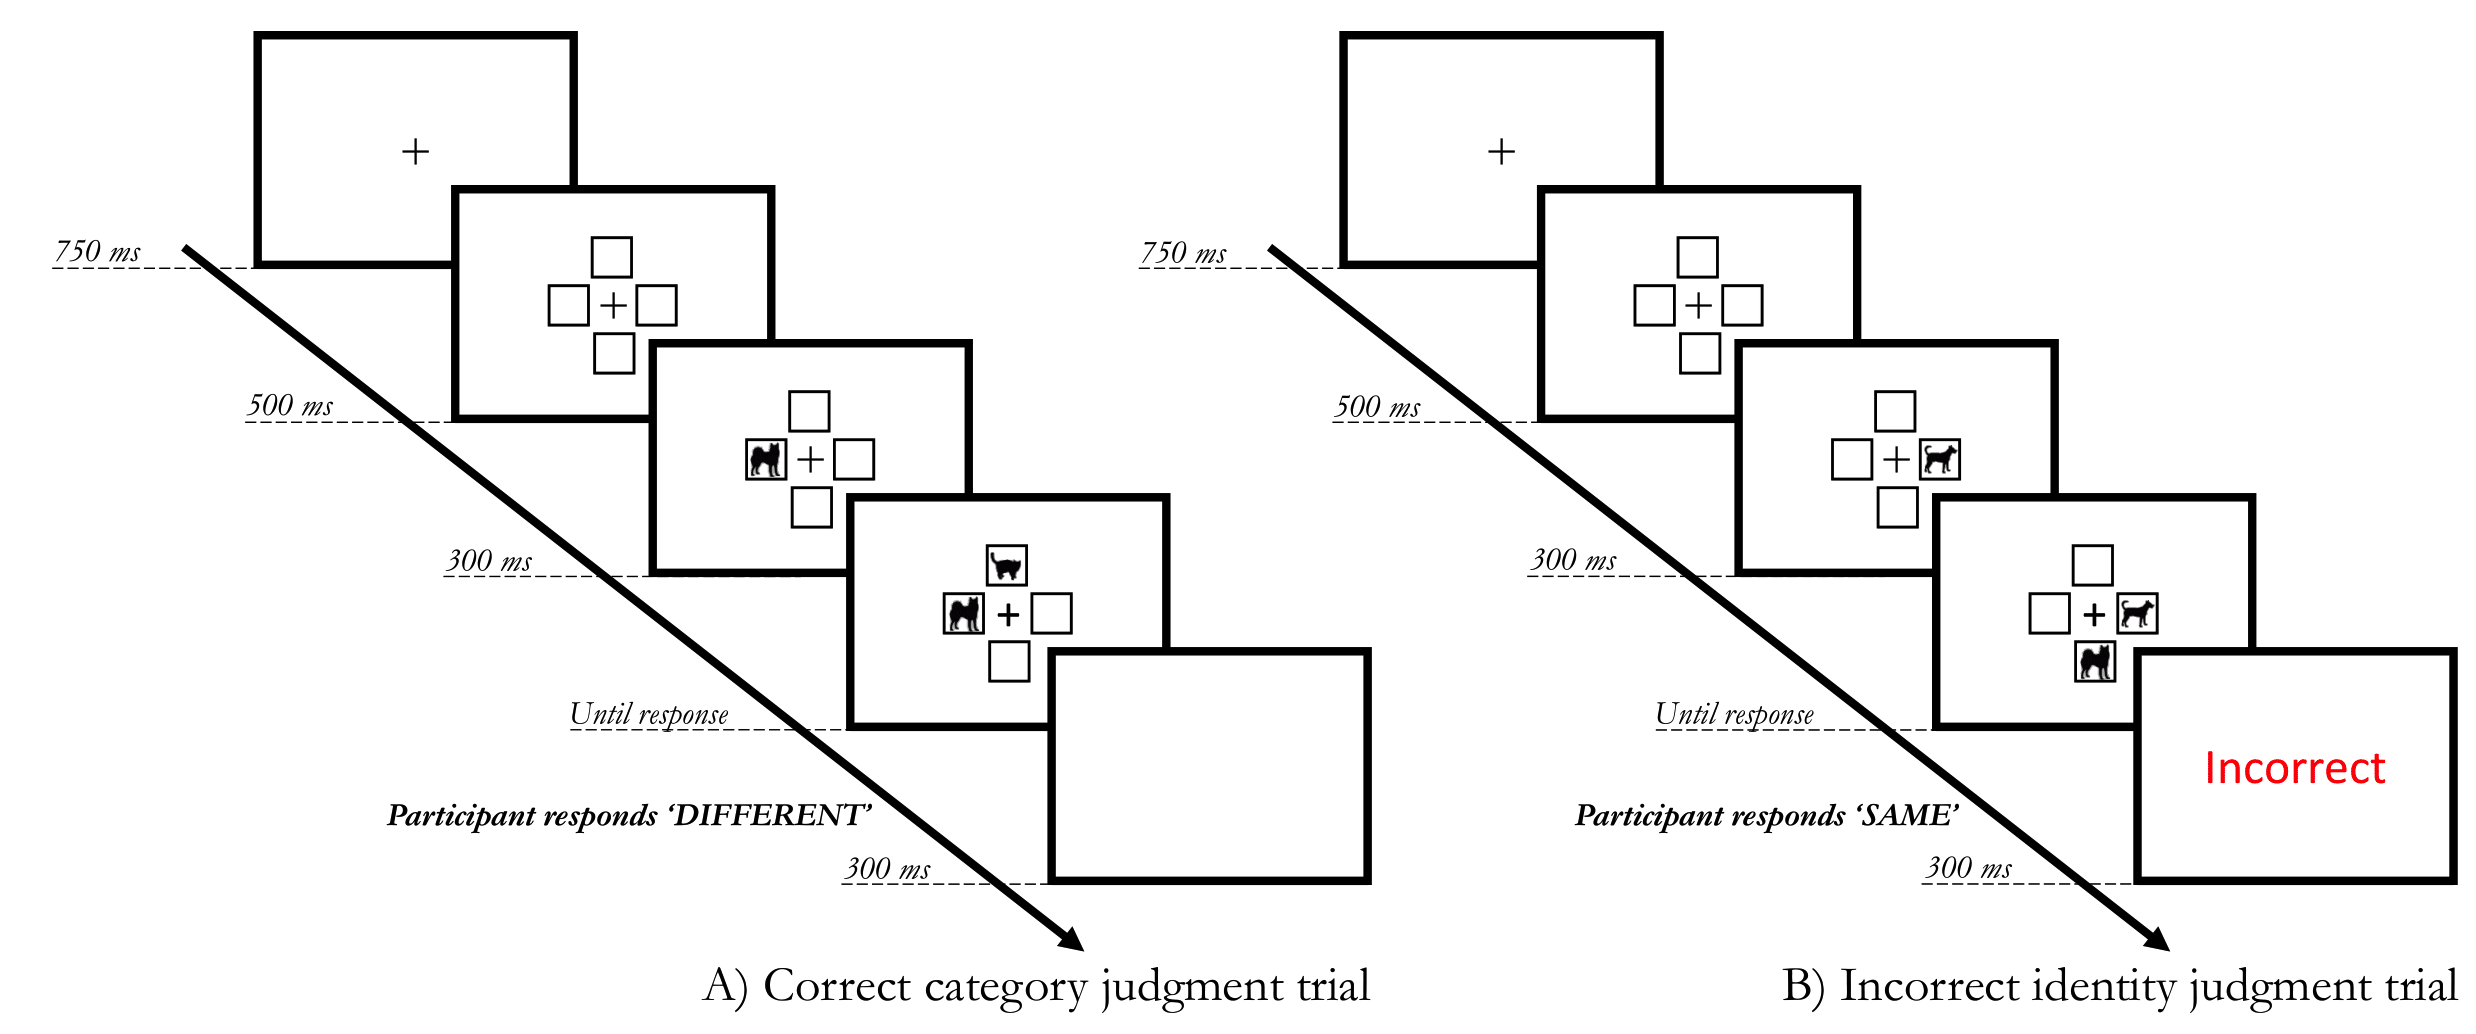 750 ms
500 ms
300 ms
Until response
Participant responds ‘DIFFERENT’
300 ms
A) Correct category judgment trial
750 ms
500 ms
300 ms
Until response
Incorrect
Participant responds ‘SAME’
300 ms
B) Incorrect identity judgment trial